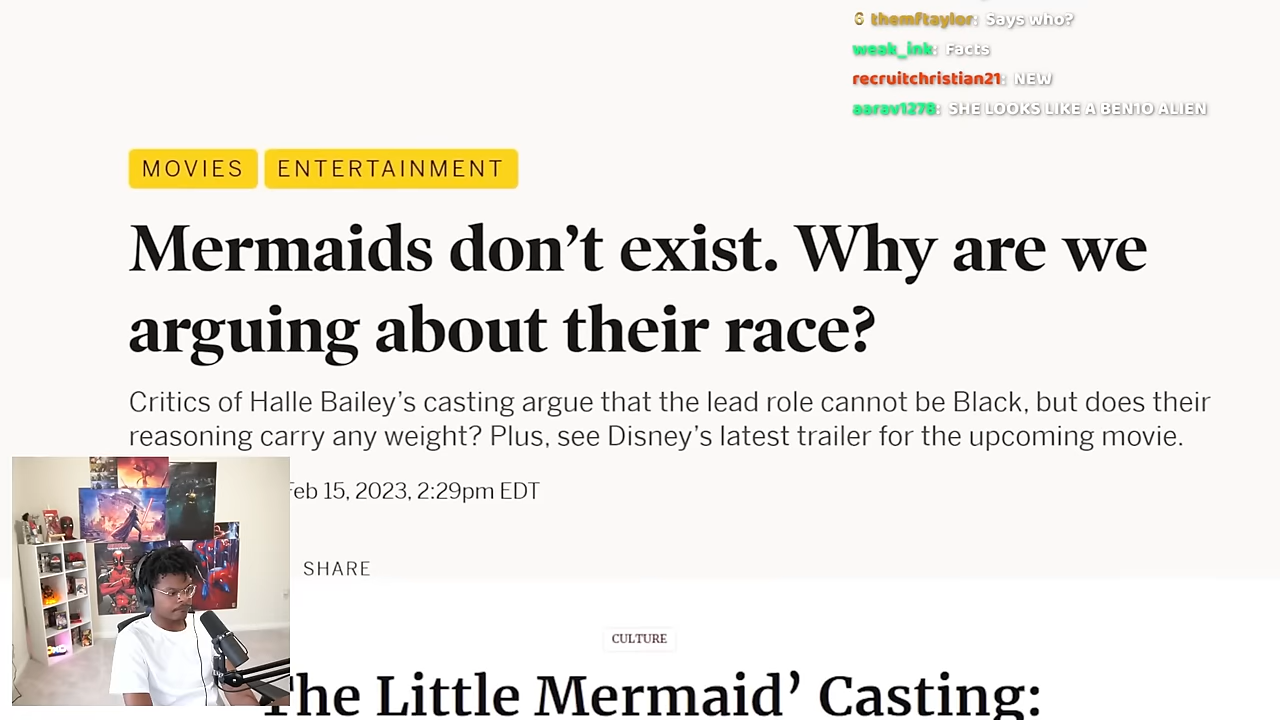 6 themftaylor: Says who?
weak_ink: Facts
recruitchristian21: NEW
aarav1278: SHE LOOKS LIKE A BEN10 ALIEN
MOVIES ENTERTAINMENT
Mermaids don’t exist. Why are we
arguing about their race?
Critics of Halle Bailey’s casting argue that the lead role cannot be Black, but does their
reasoning carry any weight? Plus, see Disney’s latest trailer for the upcoming movie.
Feb 15, 2023, 2:29pm EDT
SHARE
CULTURE
The Little Mermaid’ Casting: